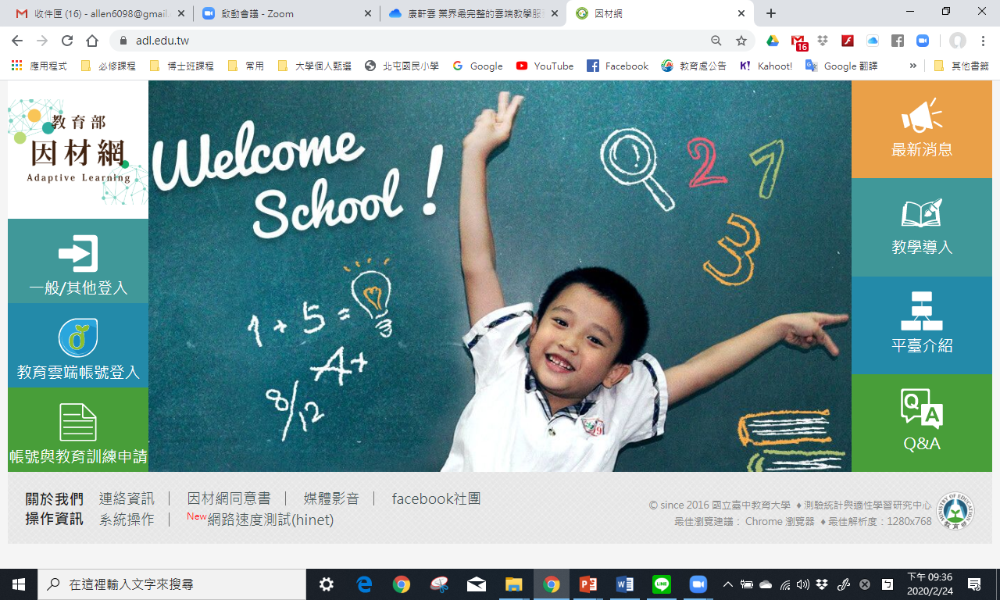 收件匣 (16) - allen6098@gmail.
啟動會議 - Zoom
康軒雲 業界最完整的雲端教學服
因材網
adl.edu.tw
16
應用程式
必修課程
博士班課程
常用
大學個人甄選
北屯國民小學
Google
YouTube
Facebook
教育處公告
Kahoot!
Google 翻譯
»
其他書籤
教育部
因材網
Adaptive Learning
一般/其他登入
教育雲端帳號登入
帳號與教育訓練申請
Welcome
School !
1 + 5 =
A+
8/12
2 7
3
最新消息
教學導入
平臺介紹
Q A
Q&A
關於我們 連絡資訊 | 因材網同意書 | 媒體影音 | facebook社團
操作資訊 系統操作 | New網路速度測試(hinet)
© since 2016 國立臺中教育大學 ♦ 測驗統計與適性學習研究中心
最佳瀏覽建議： Chrome 瀏覽器 ♦ 最佳解析度：1280x768
MINISTRY OF EDUCATION
教育部
在這裡輸入文字來搜尋
LINE
下午 09:36
2020/2/24